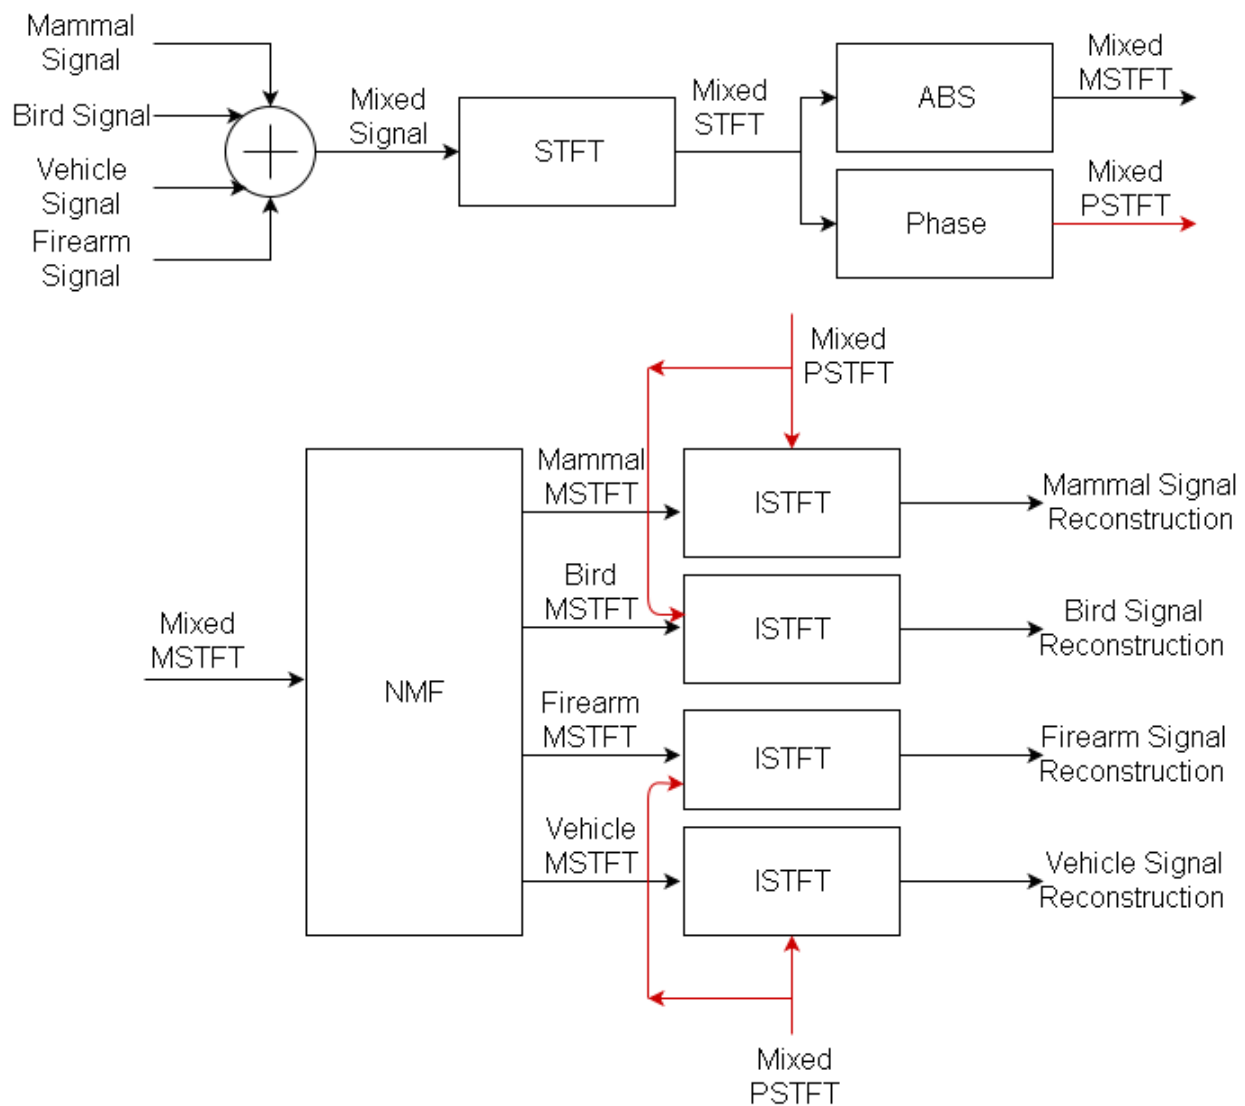 Mammal
Signal
Bird Signal
Vehicle
Signal
Firearm
Signal
Mixed
Signal
STFT
Mixed
STFT
ABS
Mixed
MSTFT
Phase
Mixed
PSTFT
Mixed
PSTFT
Mixed
MSTFT
NMF
Mammal
MSTFT
ISTFT
Mammal Signal
Reconstruction
Bird
MSTFT
ISTFT
Bird Signal
Reconstruction
Firearm
MSTFT
ISTFT
Firearm Signal
Reconstruction
Vehicle
MSTFT
ISTFT
Vehicle Signal
Reconstruction
Mixed
PSTFT